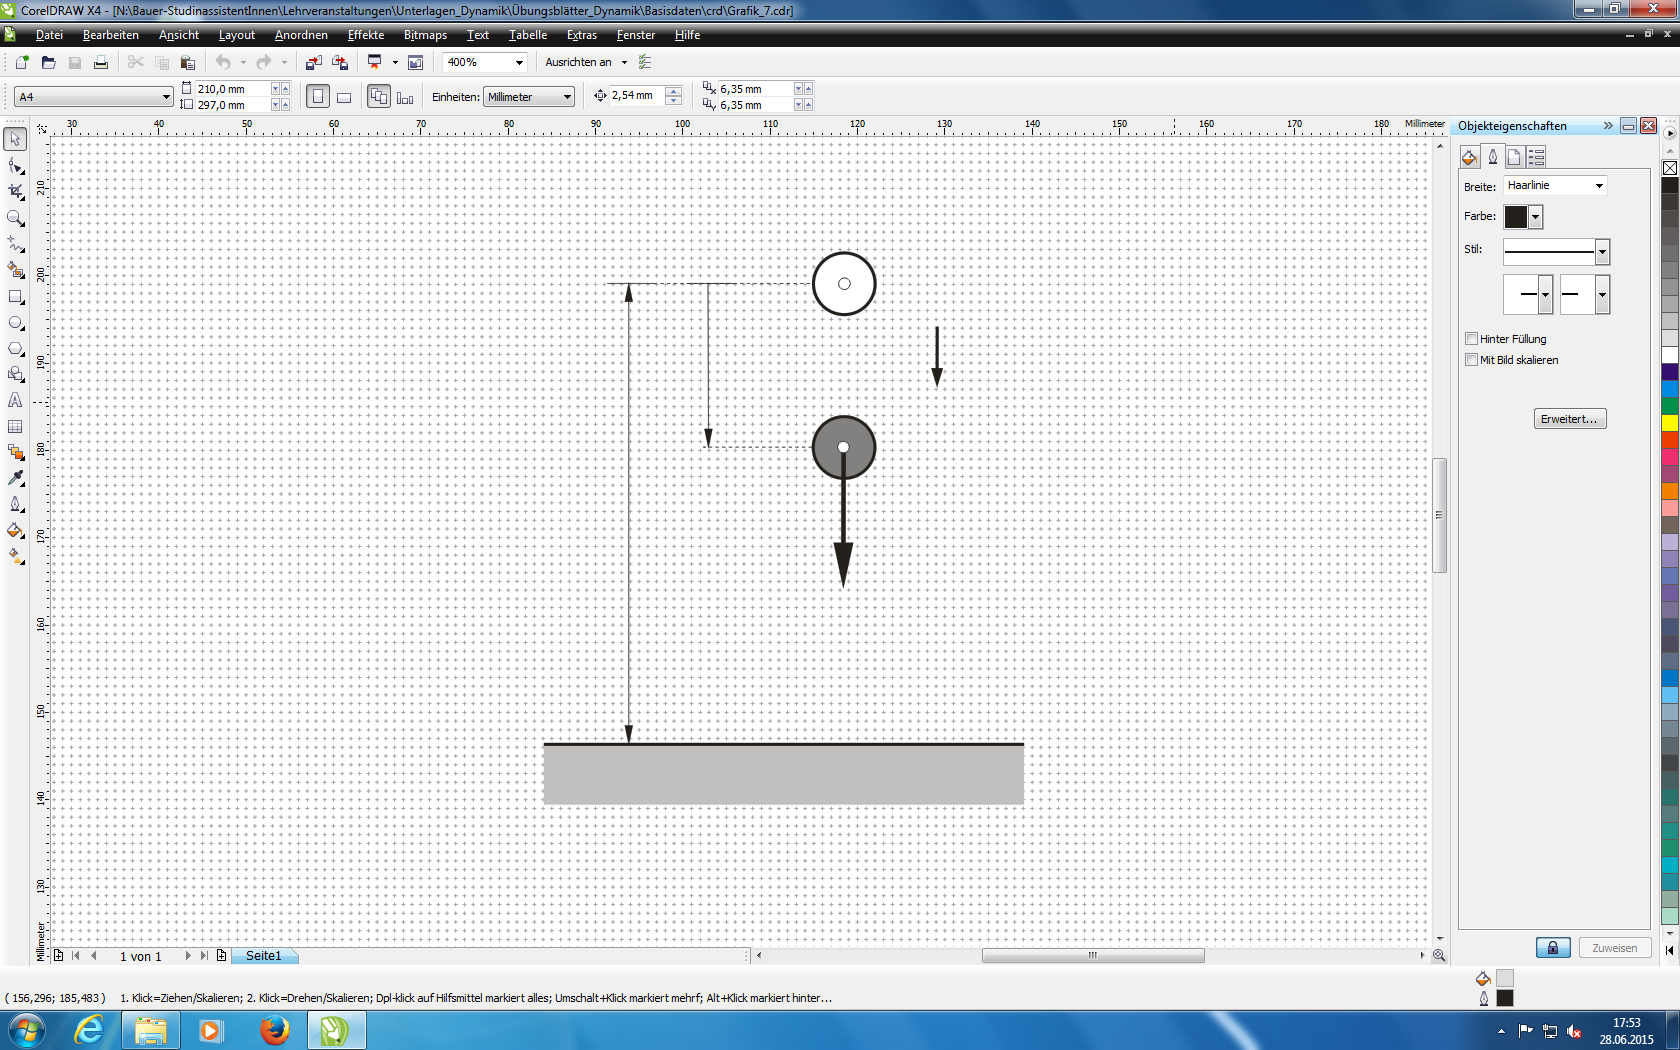 CorelDRAW X4 - [N:\Bauer-StudinassistentInnen\Lehrveranstaltungen\Unterlagen_Dynamik\Übungsblätter_Dynamik\Basisdaten\crd\Grafik_7.cdr]
Datei Bearbeiten Ansicht Layout Anordnen Effekte Bitmaps Text Tabelle Extras Fenster Hilfe
400% Ausrichten an
A4 210,0 mm 297,0 mm Einheiten: Millimeter 2,54 mm 6,35 mm 6,35 mm
30 40 50 60 70 80 90 100 110 120 130 140 150 160 170 180 Millimeter
210
200
190
180
170
160
150
140
130
Millimeter
Objekteigenschaften
Breite: Haarlinie
Farbe:
Stil:
Hinter Füllung
Mit Bild skalieren
Erweitert...
Zuweisen
1 von 1 Seite1
( 156,296; 185,483 ) 1. Klick=Ziehen/Skalieren; 2. Klick=Drehen/Skalieren; Dpl-klick auf Hilfsmittel markiert alles; Umschalt+Klick markiert mehrf; Alt+Klick markiert hinter...
17:53
28.06.2015